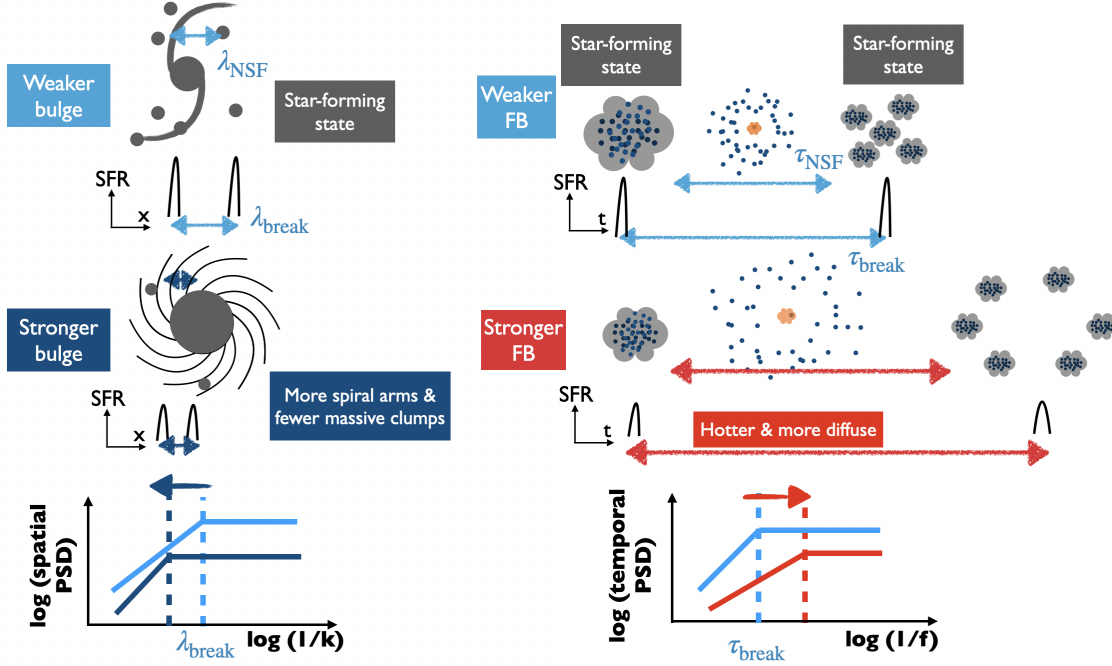 λNSF
Weaker
bulge
Star-forming
state
SFR
x
λbreak
Stronger
bulge
More spiral arms &
fewer massive clumps
SFR
x
log (spatial
PSD)
λbreak
log (1/k)
Star-forming
state
Star-forming
state
Weaker
FB
τNSF
SFR
t
τbreak
Stronger
FB
SFR
t
Hotter & more diffuse
log (temporal
PSD)
τbreak
log (1/f)